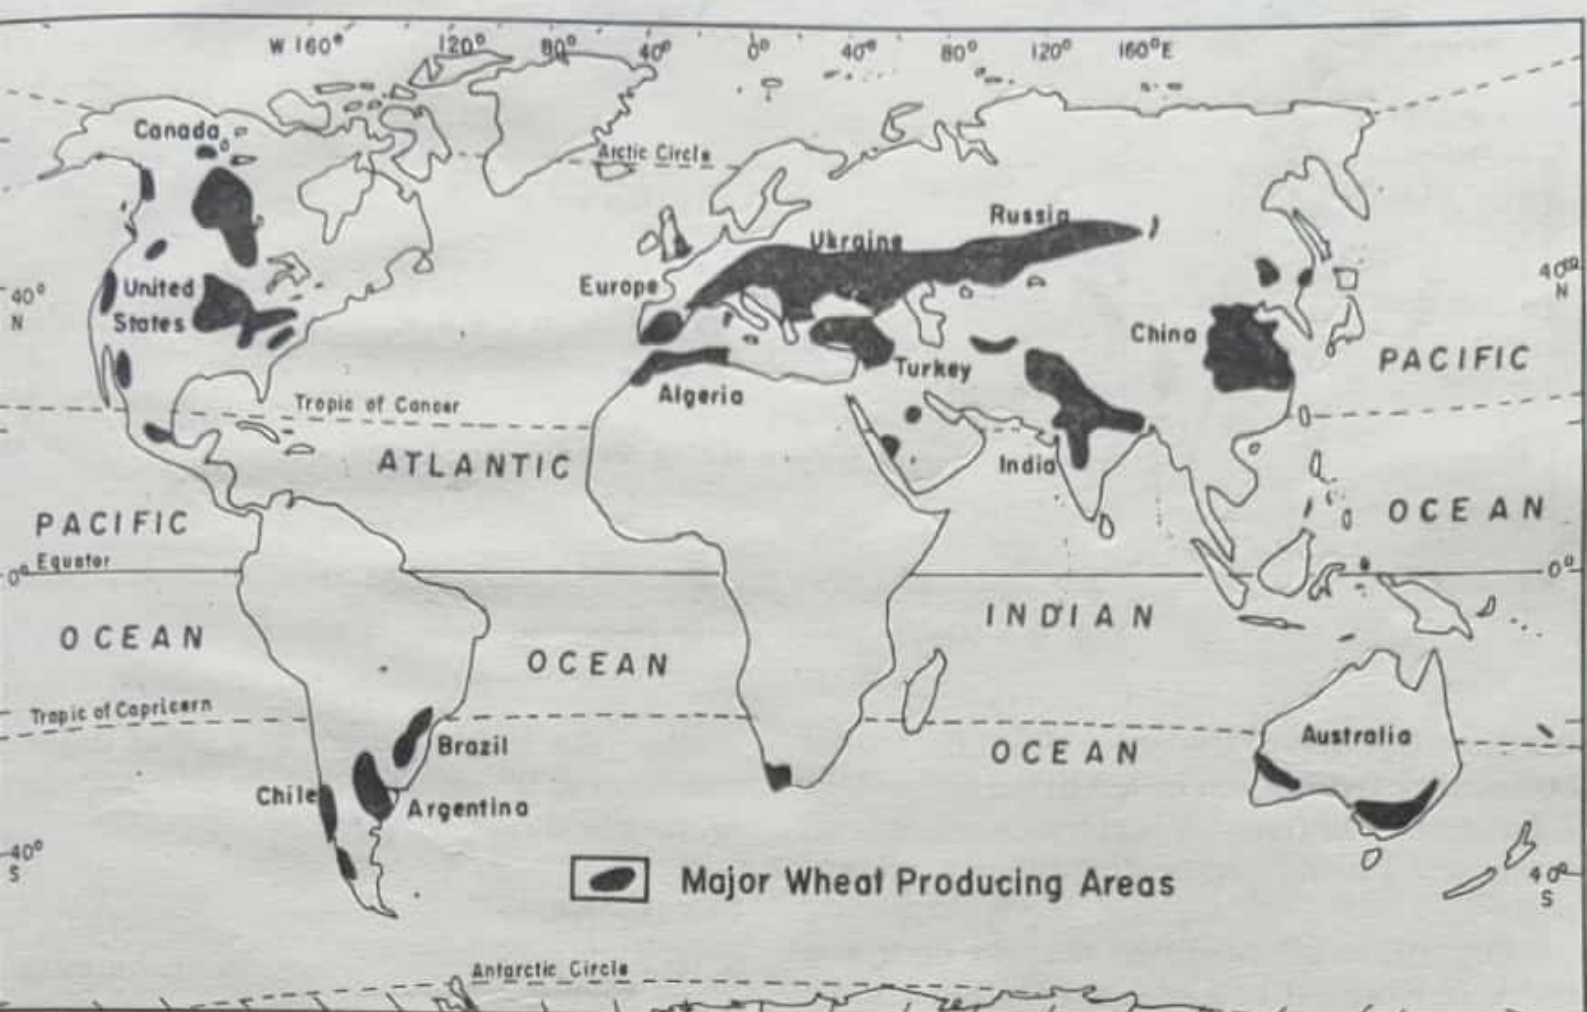 W 160° 120° 80° 40° 0° 40° 80° 120° 160°E
Canada
Arctic Circle
Russia
Ukraine
40°
N
United
States
Europe
40°
N
China
PACIFIC
Turkey
Algeria
Tropic of Cancer
ATLANTIC
India
PACIFIC
OCEAN
Equator
0°
0°
OCEAN
INDIAN
OCEAN
Tropic of Capricorn
Brazil
OCEAN
Australia
Chile
Argentina
40°
S
Major Wheat Producing Areas
40°
S
Antarctic Circle